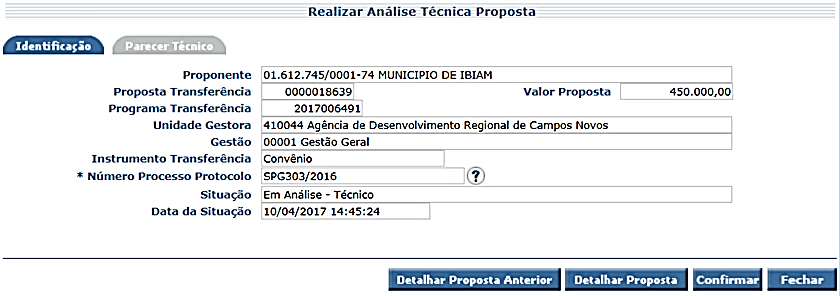 Realizar Análise Técnica Proposta
Identificação Parecer Técnico
Proponente 01.612.745/0001-74 MUNICIPIO DE IBIAM
Proposta Transferência 0000018639 Valor Proposta 450.000,00
Programa Transferência 2017006491
Unidade Gestora 410044 Agência de Desenvolvimento Regional de Campos Novos
Gestão 00001 Gestão Geral
Instrumento Transferência Convênio
* Número Processo Protocolo SPG303/2016 ?
Situação Em Análise - Técnico
Data da Situação 10/04/2017 14:45:24
Detalhar Proposta Anterior Detalhar Proposta Confirmar Fechar